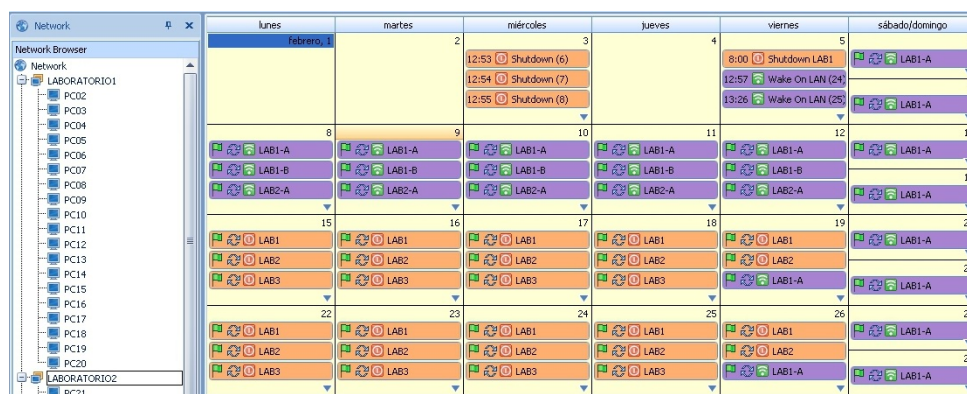 Network
Network Browser
Network
LABORATORIO1
PC02
PC03
PC04
PC05
PC06
PC07
PC08
PC09
PC10
PC11
PC12
PC13
PC14
PC15
PC16
PC17
PC18
PC19
PC20
LABORATORIO2
PC21
lunes martes miércoles jueves viernes sábado/domingo
febrero, 1 2 3 4 5
12:53 Shutdown (6) 8:00 Shutdown LAB1 LAB1-A
12:54 Shutdown (7) 12:57 Wake On LAN (24)
12:55 Shutdown (8) 13:26 Wake On LAN (25) LAB1-A
8 9 10 11 12
LAB1-A LAB1-A LAB1-A LAB1-A LAB1-A LAB1-A
LAB1-B LAB1-B LAB1-B LAB1-B LAB1-B
LAB2-A LAB2-A LAB2-A LAB2-A LAB2-A LAB1-A
15 16 17 18 19
LAB1 LAB1 LAB1 LAB1 LAB1 LAB1-A
LAB2 LAB2 LAB2 LAB2 LAB2
LAB3 LAB3 LAB3 LAB3 LAB1-A LAB1-A
22 23 24 25 26
LAB1 LAB1 LAB1 LAB1 LAB1 LAB1-A
LAB2 LAB2 LAB2 LAB2 LAB2
LAB3 LAB3 LAB3 LAB3 LAB1-A LAB1-A